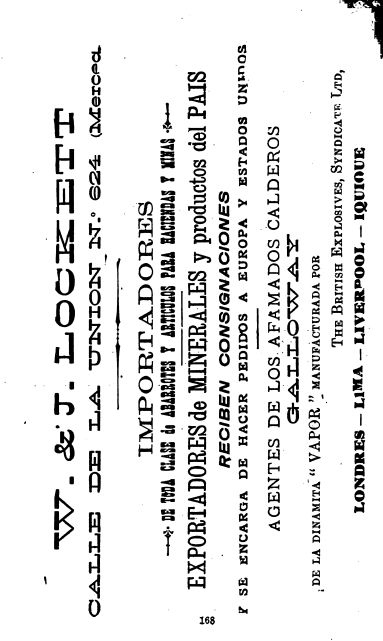 W. & J. LOCKETT
CALLE DE LA UNION N.° 624 (Merced
IMPORTADORES
DE TODA CLASE de ABARROTES Y ARTICULOS PARA HACIENDAS Y MINAS
EXPORTADORES de MINERALES y productos del PAIS
RECIBEN CONSIGNACIONES
Y SE ENCARGA DE HACER PEDIDOS A EUROPA Y ESTADOS UNIDOS
AGENTES DE LOS AFAMADOS CALDEROS
GALLOWAY
DE LA DINAMITA “ VAPOR ” MANUFACTURADA POR
THE BRITISH EXPLOSIVES, SYNDICATE LTD,
LONDRES – LIMA – LIVERPOOL – IQUIQUE
168